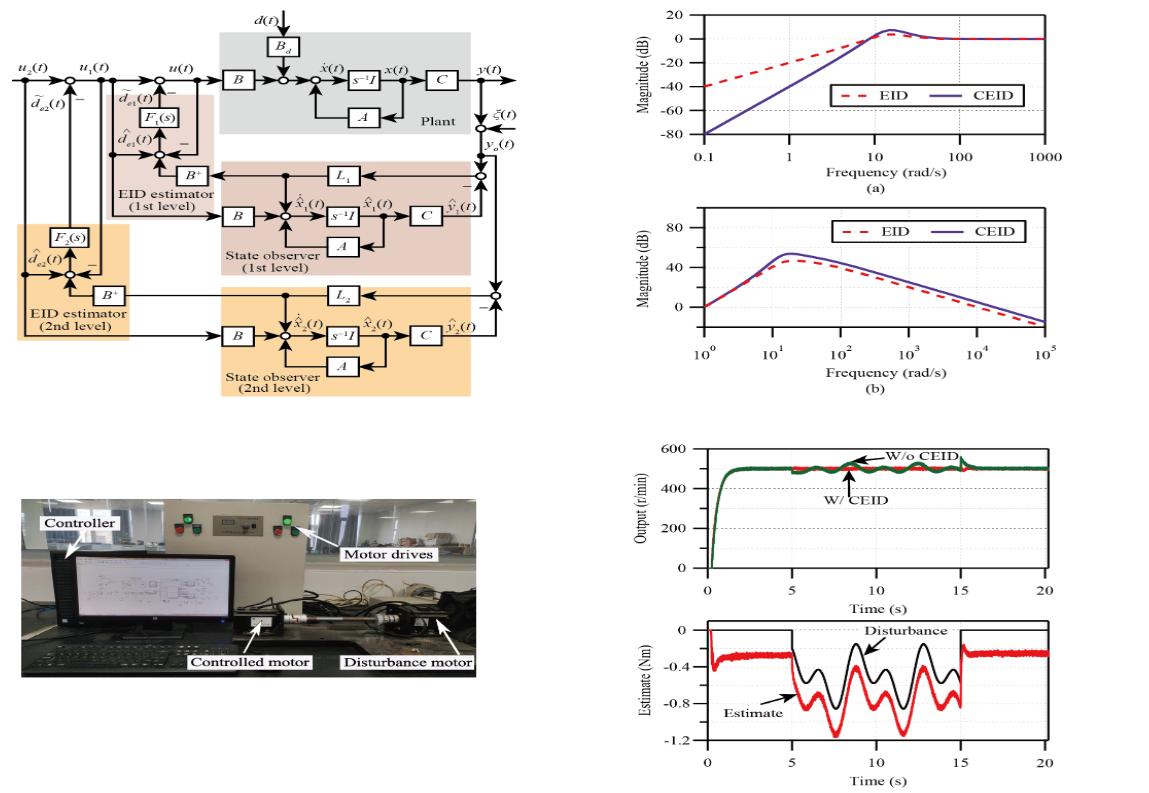 d(t)
B_d
u₂(t)
u₁(t)
u(t)
B
ẋ(t)
s⁻¹I
x(t)
C
y(t)
A
Plant
ξ(t)
y_o(t)
−
−
−
−
−
−
d̃_e2(t)
d̃_e1(t)
F₁(s)
d̂_e1(t)
B⁺
EID estimator
(1st level)
L₁
B
x̂̇₁(t)
s⁻¹I
x̂₁(t)
C
ŷ₁(t)
A
State observer
(1st level)
F₂(s)
d̂_e2(t)
B⁺
EID estimator
(2nd level)
L₂
B
x̂̇₂(t)
s⁻¹I
x̂₂(t)
C
ŷ₂(t)
A
State observer
(2nd level)
Magnitude (dB)
20
0
-20
-40
-60
-80
EID
CEID
0.1
1
10
100
1000
Frequency (rad/s)
(a)
Magnitude (dB)
80
40
0
EID
CEID
10⁰
10¹
10²
10³
10⁴
10⁵
Frequency (rad/s)
(b)
Controller
Motor drives
Controlled motor
Disturbance motor
Output (r/min)
600
400
200
0
W/o CEID
W/ CEID
0
5
10
15
20
Time (s)
Estimate (Nm)
0
-0.4
-0.8
-1.2
Disturbance
Estimate
0
5
10
15
20
Time (s)